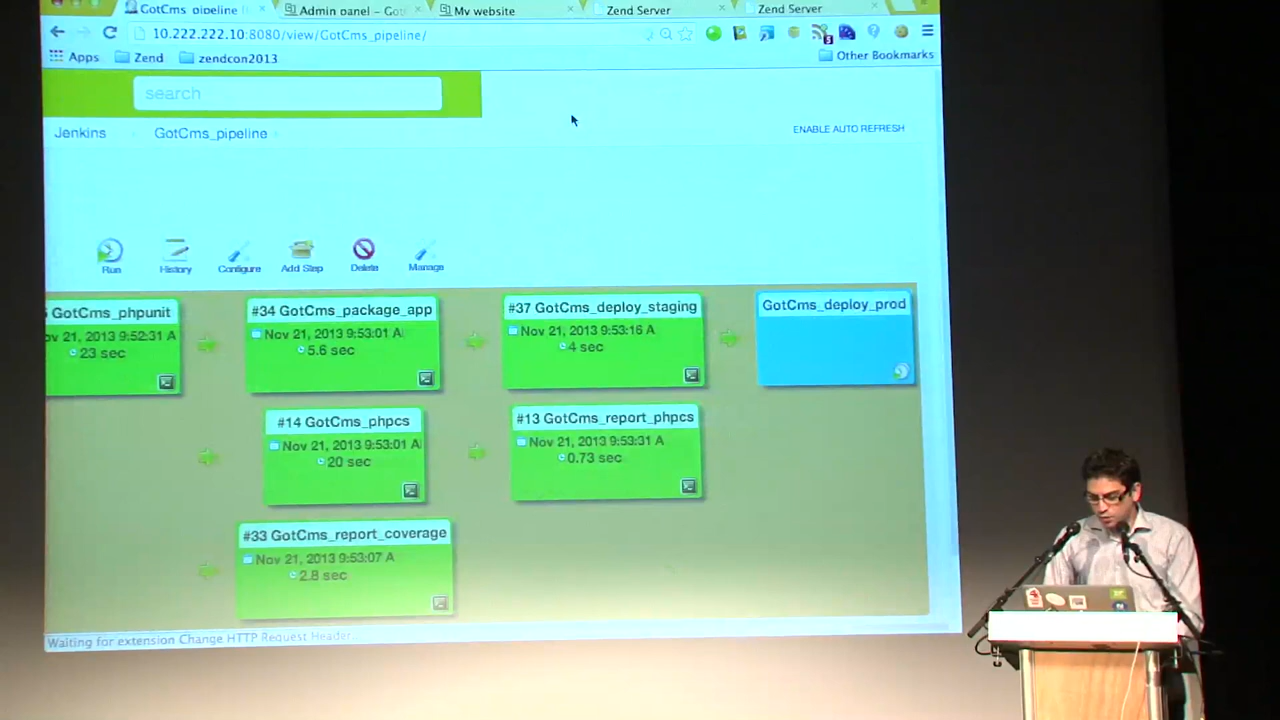 GotCms_pipeline
Admin panel – Got
My website
Zend Server
Zend Server
10.222.222.10:8080/view/GotCms_pipeline/
5
Apps
Zend
zendcon2013
Other Bookmarks
search
Jenkins
GotCms_pipeline
ENABLE AUTO REFRESH
Run
History
Configure
Add Step
Delete
Manage
GotCms_phpunit
Nov 21, 2013 9:52:31 A
23 sec
#34 GotCms_package_app
Nov 21, 2013 9:53:01 A
5.6 sec
#37 GotCms_deploy_staging
Nov 21, 2013 9:53:16 A
4 sec
GotCms_deploy_prod
#14 GotCms_phpcs
Nov 21, 2013 9:53:01 A
20 sec
#13 GotCms_report_phpcs
Nov 21, 2013 9:53:31 A
0.73 sec
#33 GotCms_report_coverage
Nov 21, 2013 9:53:07 A
2.8 sec
Waiting for extension Change HTTP Request Header...